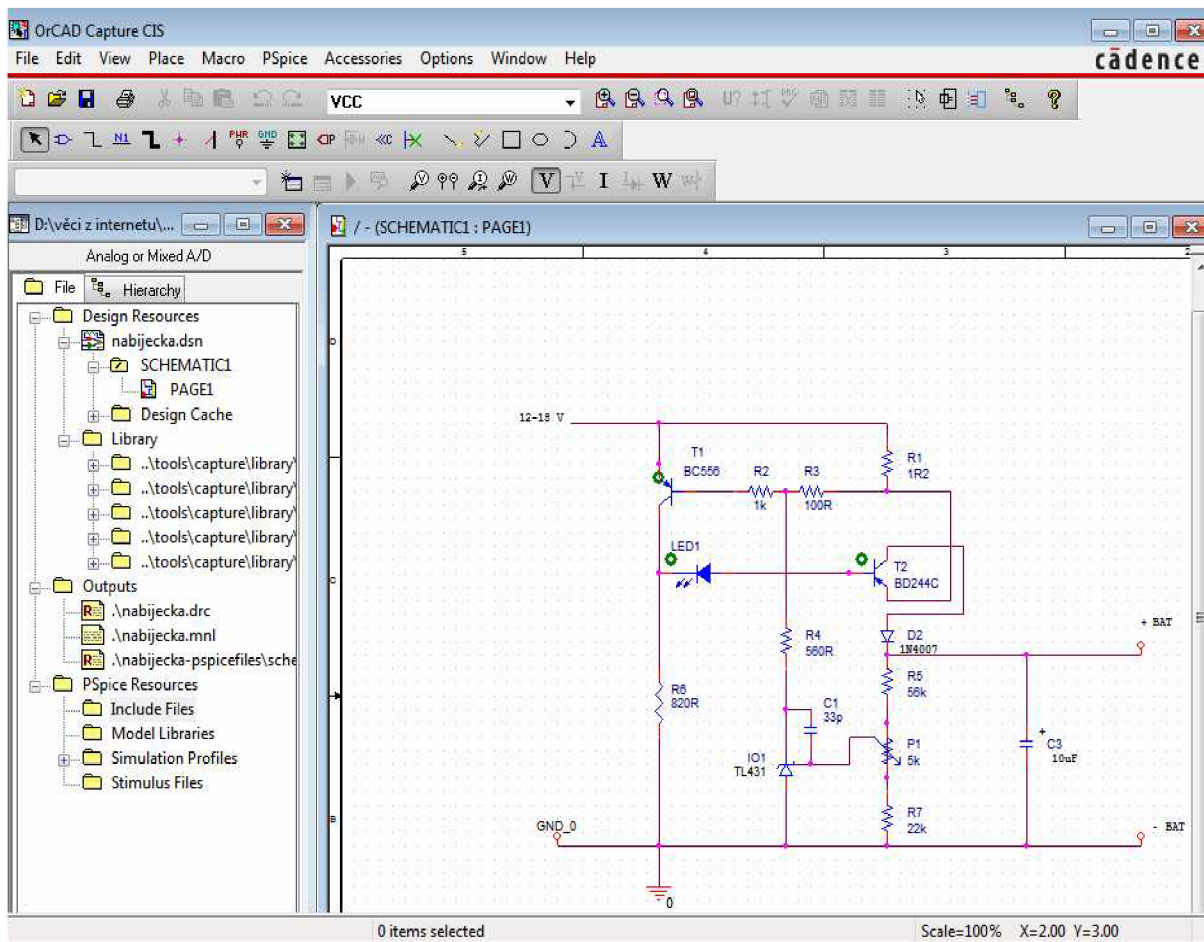 OrCAD Capture CIS
File Edit View Place Macro PSpice Accessories Options Window Help
cādence
VCC
U?
N1
PWR
GND
V I W
D:\věci z internetu\...
/ - (SCHEMATIC1 : PAGE1)
Analog or Mixed A/D
File Hierarchy
Design Resources
nabijecka.dsn
SCHEMATIC1
PAGE1
Design Cache
Library
..\tools\capture\library\
..\tools\capture\library\
..\tools\capture\library\
..\tools\capture\library\
..\tools\capture\library\
Outputs
.\nabijecka.drc
.\nabijecka.mnl
.\nabijecka-pspicefiles\sche
PSpice Resources
Include Files
Model Libraries
Simulation Profiles
Stimulus Files
5 4 3 2
D
C
B
12-18 V
T1
BC556
R2
1k
R3
100R
R1
1R2
LED1
T2
BD244C
R4
560R
D2
1N4007
+ BAT
R5
56k
R6
820R
C1
33p
P1
5k
+
C3
10uF
IO1
TL431
R7
22k
GND_0
- BAT
0
0 items selected
Scale=100% X=2.00 Y=3.00